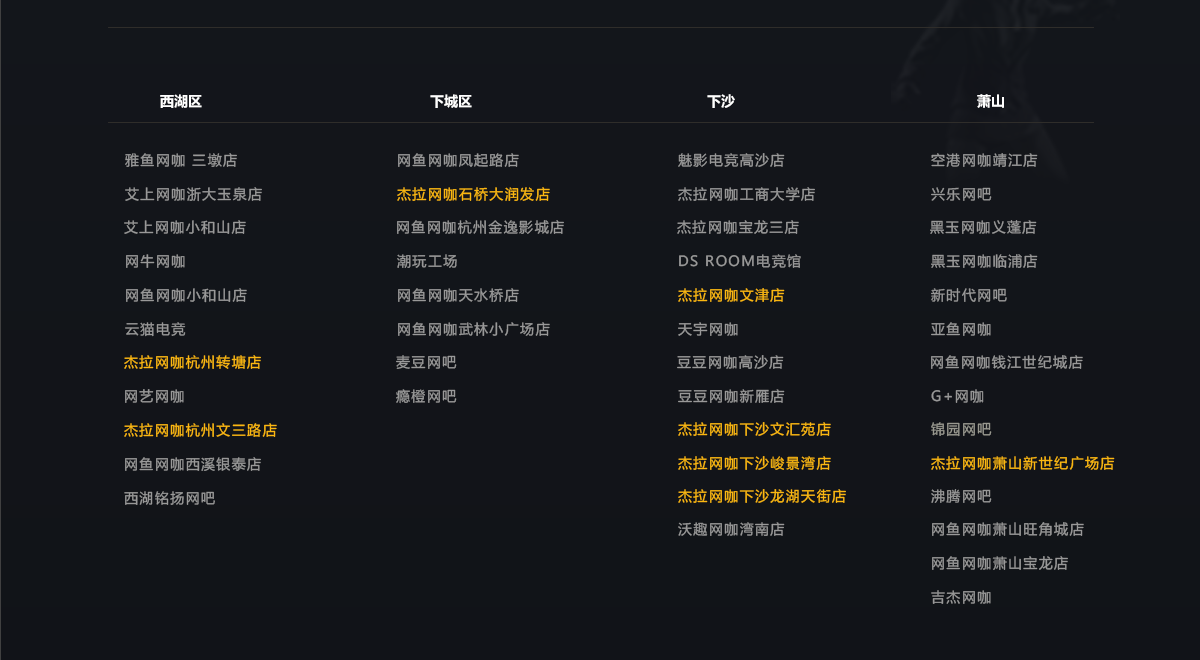 西湖区
雅鱼网咖 三墩店
艾上网咖浙大玉泉店
艾上网咖小和山店
网牛网咖
网鱼网咖小和山店
云猫电竞
杰拉网咖杭州转塘店
网艺网咖
杰拉网咖杭州文三路店
网鱼网咖西溪银泰店
西湖铭扬网吧
下城区
网鱼网咖凤起路店
杰拉网咖石桥大润发店
网鱼网咖杭州金逸影城店
潮玩工场
网鱼网咖天水桥店
网鱼网咖武林小广场店
麦豆网吧
瘾橙网吧
下沙
魅影电竞高沙店
杰拉网咖工商大学店
杰拉网咖宝龙三店
DS ROOM电竞馆
杰拉网咖文津店
天宇网咖
豆豆网咖高沙店
豆豆网咖新雁店
杰拉网咖下沙文汇苑店
杰拉网咖下沙峻景湾店
杰拉网咖下沙龙湖天街店
沃趣网咖湾南店
萧山
空港网咖靖江店
兴乐网吧
黑玉网咖义蓬店
黑玉网咖临浦店
新时代网吧
亚鱼网咖
网鱼网咖钱江世纪城店
G+网咖
锦园网吧
杰拉网咖萧山新世纪广场店
沸腾网吧
网鱼网咖萧山旺角城店
网鱼网咖萧山宝龙店
吉杰网咖